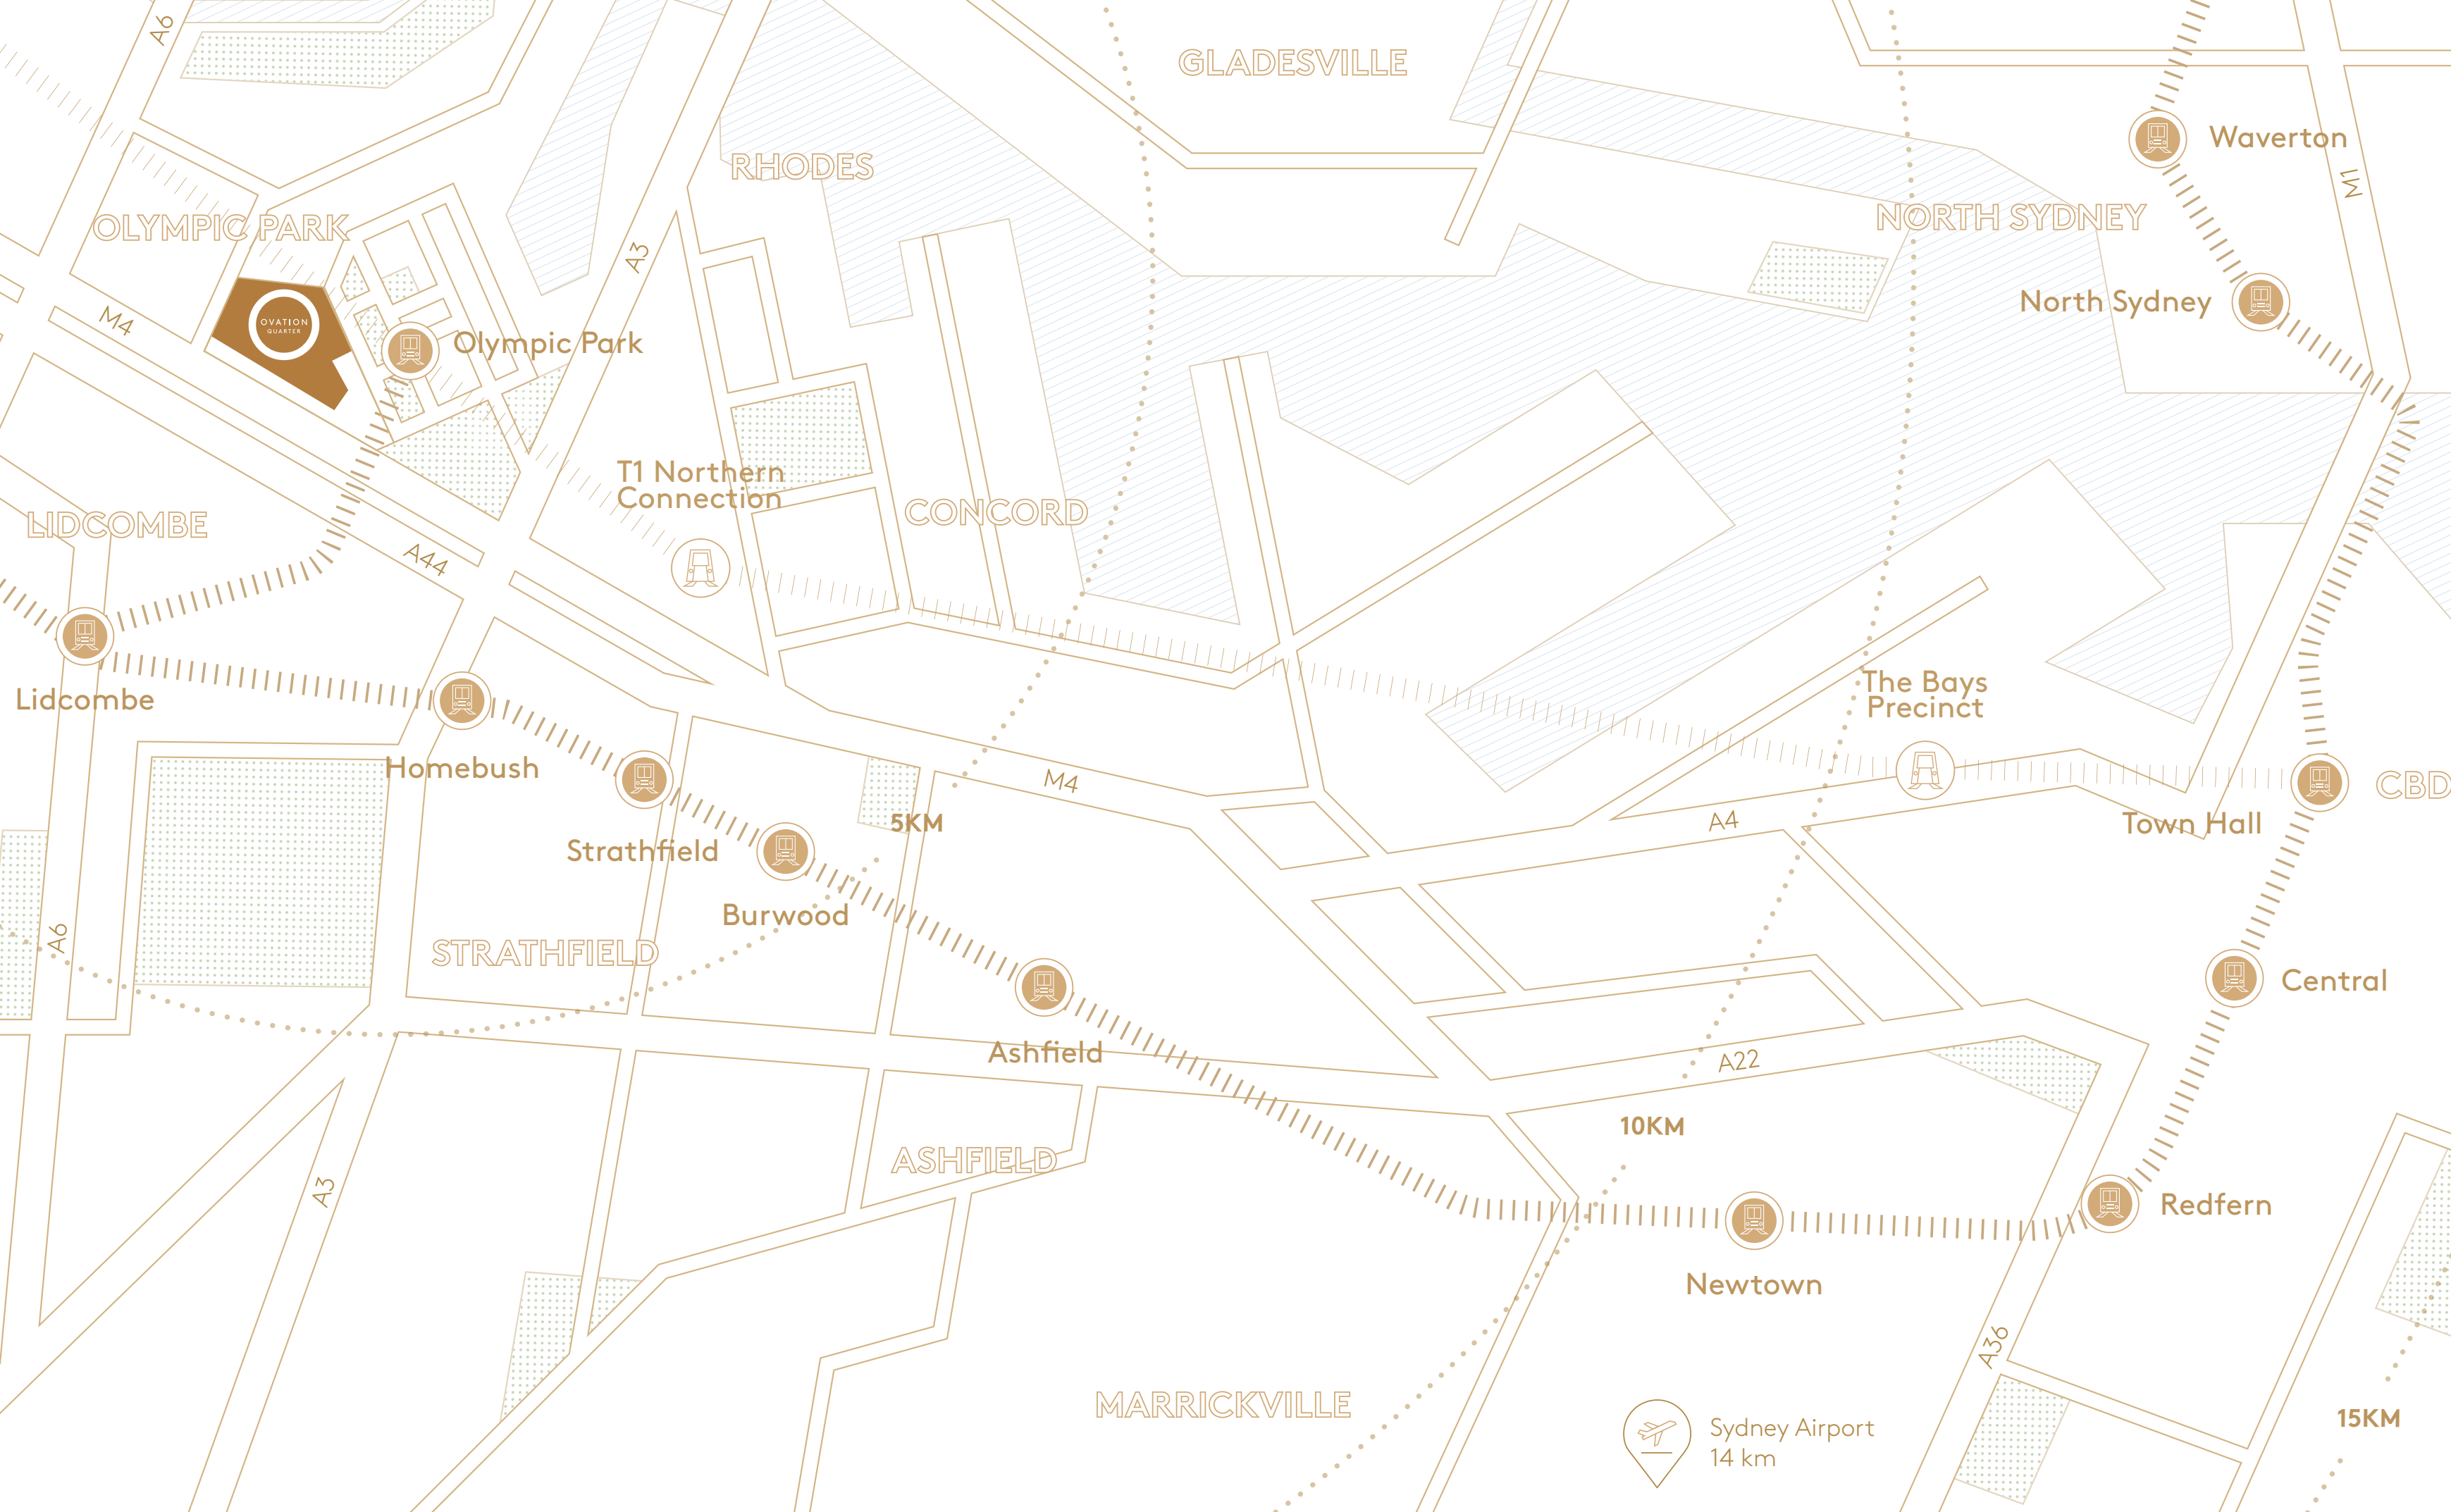 A6
GLADESVILLE
Waverton
RHODES
M1
OLYMPIC PARK
NORTH SYDNEY
A3
North Sydney
M4
OVATION
QUARTER
Olympic Park
T1 Northern
Connection
CONCORD
LIDCOMBE
A44
The Bays
Precinct
Lidcombe
Homebush
M4
CBD
5KM
A4
Town Hall
Strathfield
Burwood
A6
STRATHFIELD
Central
Ashfield
A22
10KM
ASHFIELD
A3
Redfern
Newtown
A36
MARRICKVILLE
15KM
Sydney Airport
14 km